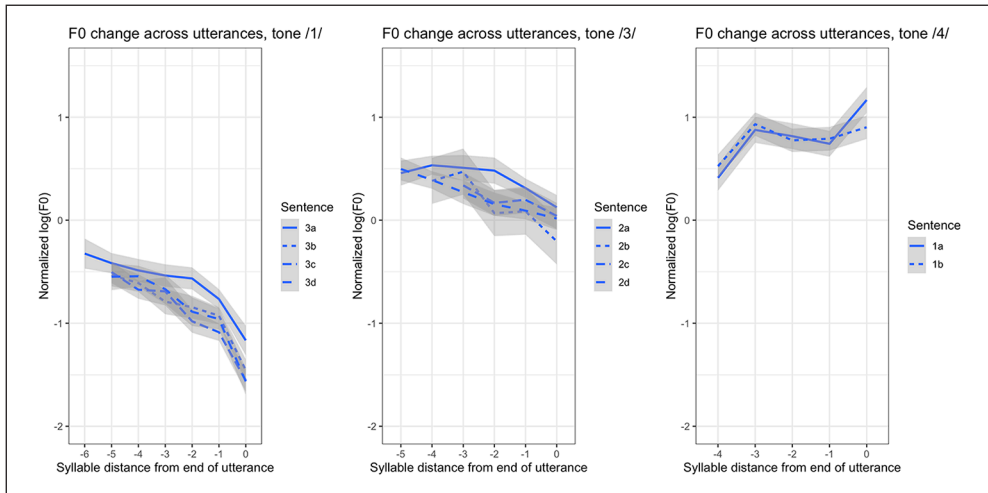 F0 change across utterances, tone /1/
1
0
-1
-2
Normalized log(F0)
-6 -5 -4 -3 -2 -1 0
Syllable distance from end of utterance
Sentence
3a
3b
3c
3d
F0 change across utterances, tone /3/
1
0
-1
-2
Normalized log(F0)
-5 -4 -3 -2 -1 0
Syllable distance from end of utterance
Sentence
2a
2b
2c
2d
F0 change across utterances, tone /4/
1
0
-1
-2
Normalized log(F0)
-4 -3 -2 -1 0
Syllable distance from end of utterance
Sentence
1a
1b